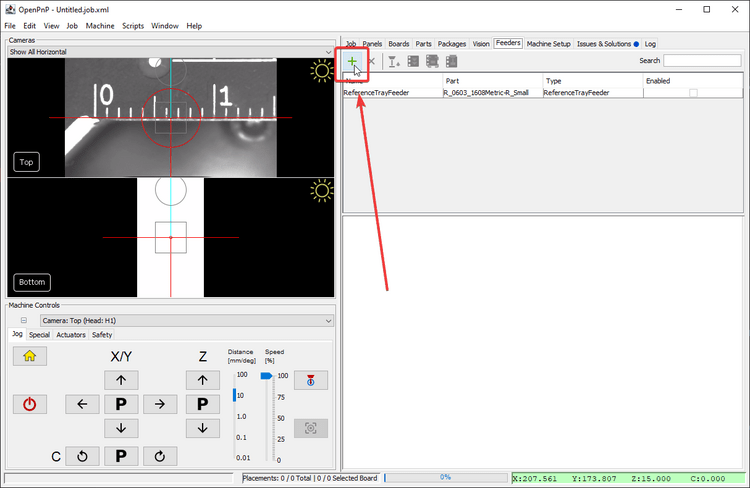 OpenPnP - Untitled.job.xml
File Edit View Job Machine Scripts Window Help
Cameras
Show All Horizontal
0 1
Top
Bottom
Machine Controls
Camera: Top (Head: H1)
Jog Special Actuators Safety
X/Y Z
Distance [mm/deg]
Speed [%]
100
10
1.0
0.1
0.01
100
75
50
25
0
P P
C P
Job Panels Boards Parts Packages Vision Feeders Machine Setup Issues & Solutions Log
Search
Part Type Enabled
ReferenceTrayFeeder R_0603_1608Metric-R_Small ReferenceTrayFeeder
Placements: 0 / 0 Total | 0 / 0 Selected Board
0%
X:207.561 Y:173.807 Z:15.000 C:0.000